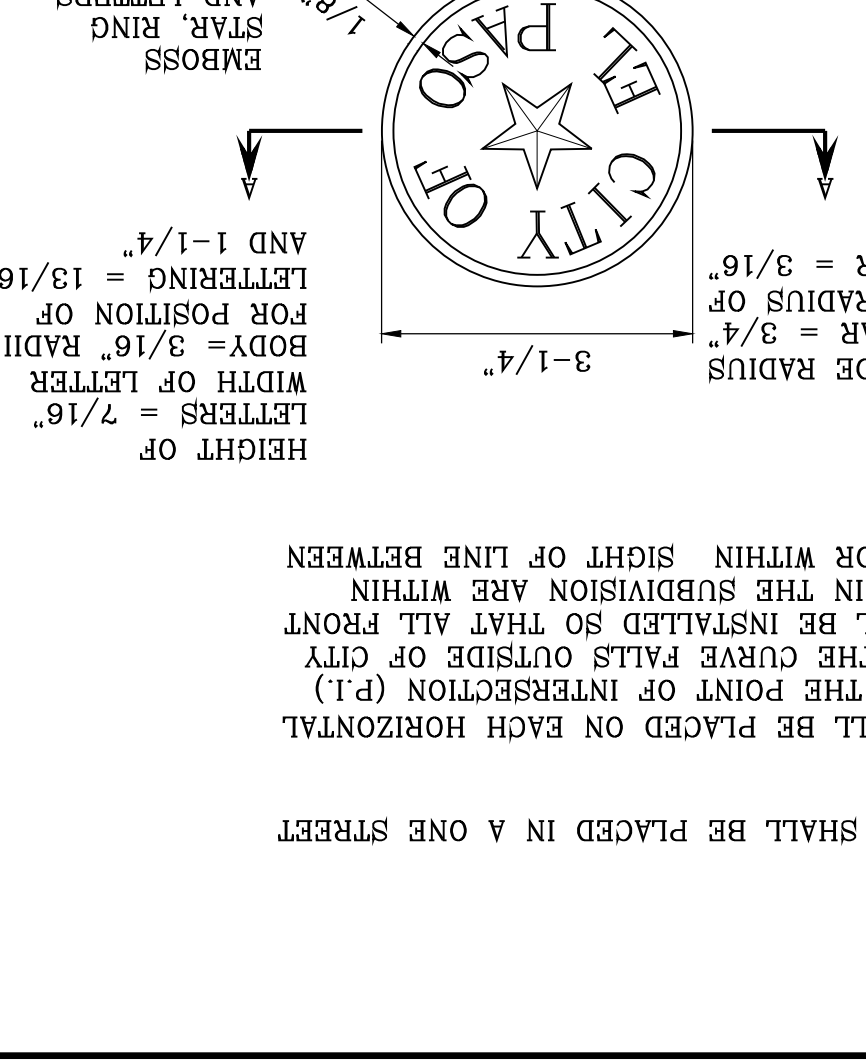 SHALL BE PLACED IN A ONE STREET
LL BE PLACED ON EACH HORIZONTAL
THE POINT OF INTERSECTION (P.I.)
HE CURVE FALLS OUTSIDE OF CITY
L BE INSTALLED SO THAT ALL FRONT
IN THE SUBDIVISION ARE WITHIN
OR WITHIN SIGHT OF LINE BETWEEN
DE RADIUS
AR = 3/4"
RADIUS OF
R = 3/16"
3-1/4"
HEIGHT OF
LETTERS = 7/16"
WIDTH OF LETTER
BODY= 3/16" RADII
FOR POSITION OF
LETTERING = 13/16
AND 1-1/4"
A
A
CITY OF
EL PASO
1/8"
EMBOSS
STAR, RING
AND LETTERS